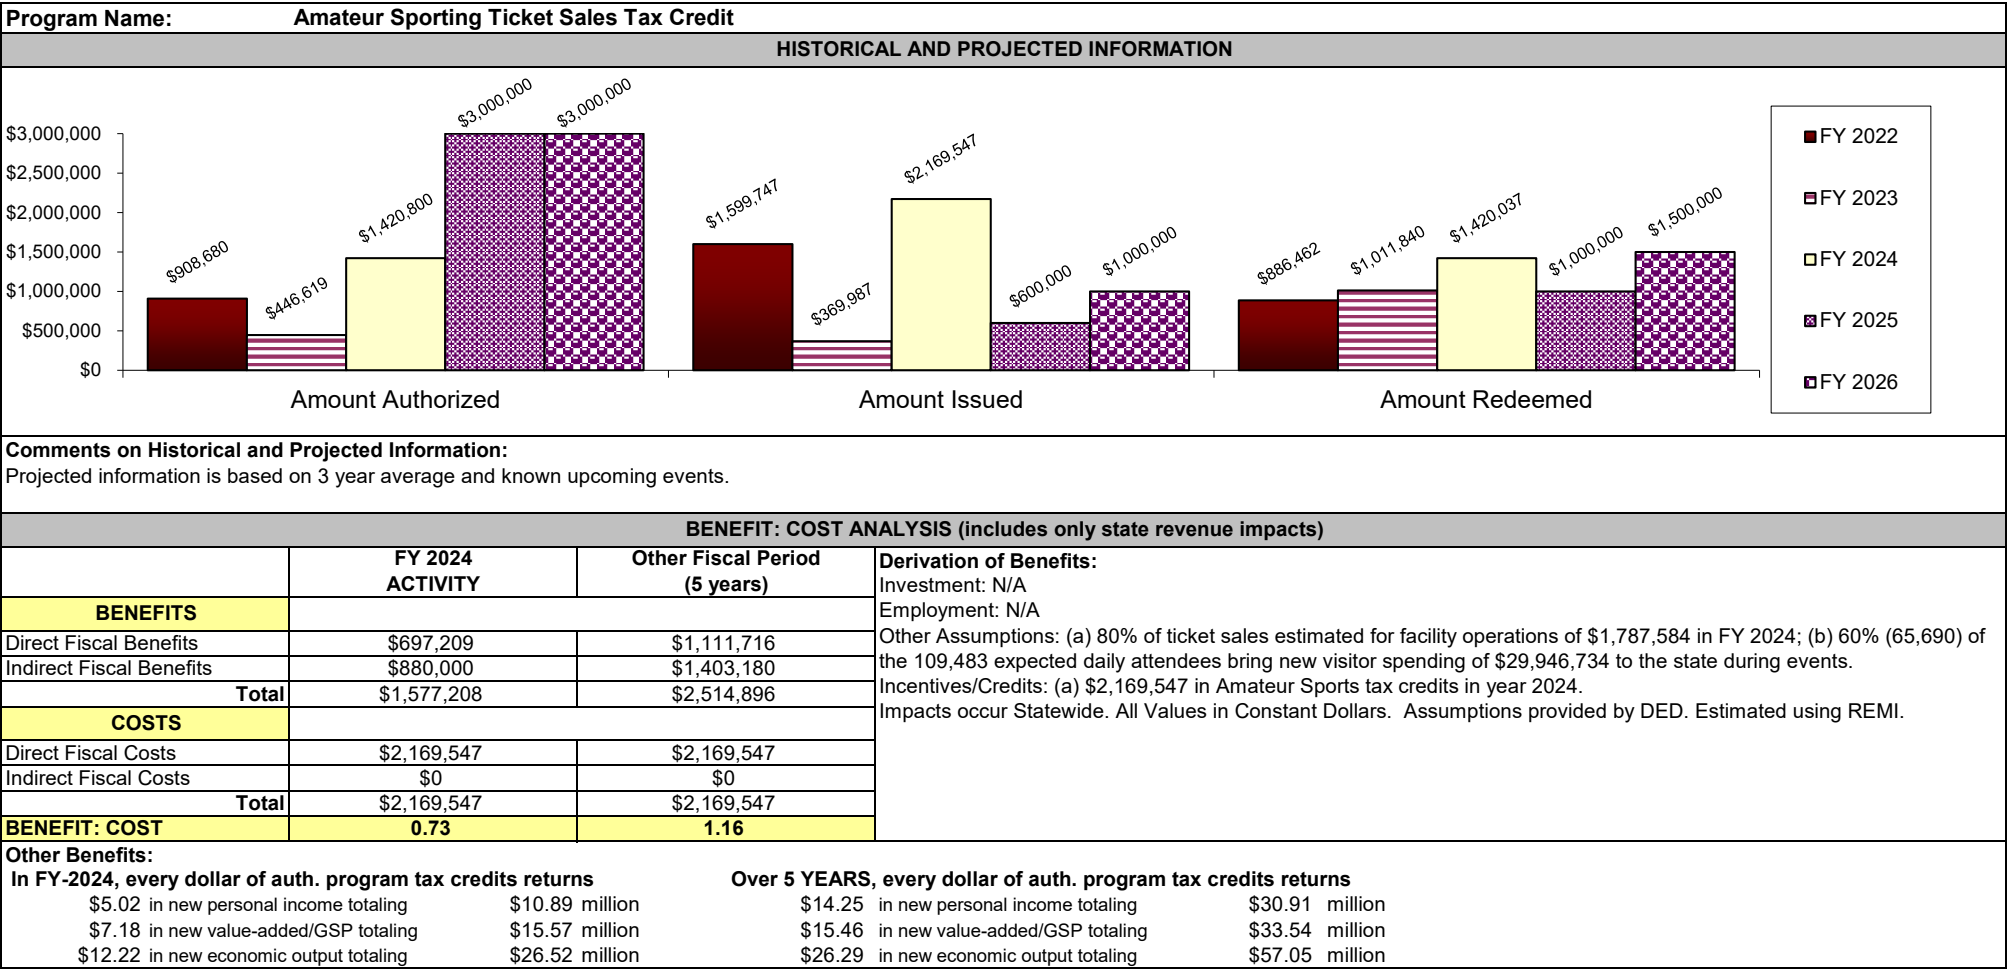 Program Name: Amateur Sporting Ticket Sales Tax Credit
HISTORICAL AND PROJECTED INFORMATION
$3,000,000 $3,000,000
$3,000,000
$2,500,000
$2,000,000
$1,500,000
$1,000,000
$500,000
$0
$908,680
$446,619
$1,420,800
$1,599,747
$369,987
$2,169,547
$600,000
$1,000,000
$886,462
$1,011,840
$1,420,037
$1,000,000
$1,500,000
Amount Authorized Amount Issued Amount Redeemed
FY 2022
FY 2023
FY 2024
FY 2025
FY 2026
Comments on Historical and Projected Information:
Projected information is based on 3 year average and known upcoming events.
BENEFIT: COST ANALYSIS (includes only state revenue impacts)
FY 2024 Other Fiscal Period
ACTIVITY (5 years)
BENEFITS
Direct Fiscal Benefits $697,209 $1,111,716
Indirect Fiscal Benefits $880,000 $1,403,180
Total $1,577,208 $2,514,896
COSTS
Direct Fiscal Costs $2,169,547 $2,169,547
Indirect Fiscal Costs $0 $0
Total $2,169,547 $2,169,547
BENEFIT: COST 0.73 1.16
Derivation of Benefits:
Investment: N/A
Employment: N/A
Other Assumptions: (a) 80% of ticket sales estimated for facility operations of $1,787,584 in FY 2024; (b) 60% (65,690) of
the 109,483 expected daily attendees bring new visitor spending of $29,946,734 to the state during events.
Incentives/Credits: (a) $2,169,547 in Amateur Sports tax credits in year 2024.
Impacts occur Statewide. All Values in Constant Dollars. Assumptions provided by DED. Estimated using REMI.
Other Benefits:
In FY-2024, every dollar of auth. program tax credits returns Over 5 YEARS, every dollar of auth. program tax credits returns
$5.02 in new personal income totaling $10.89 million $14.25 in new personal income totaling $30.91 million
$7.18 in new value-added/GSP totaling $15.57 million $15.46 in new value-added/GSP totaling $33.54 million
$12.22 in new economic output totaling $26.52 million $26.29 in new economic output totaling $57.05 million